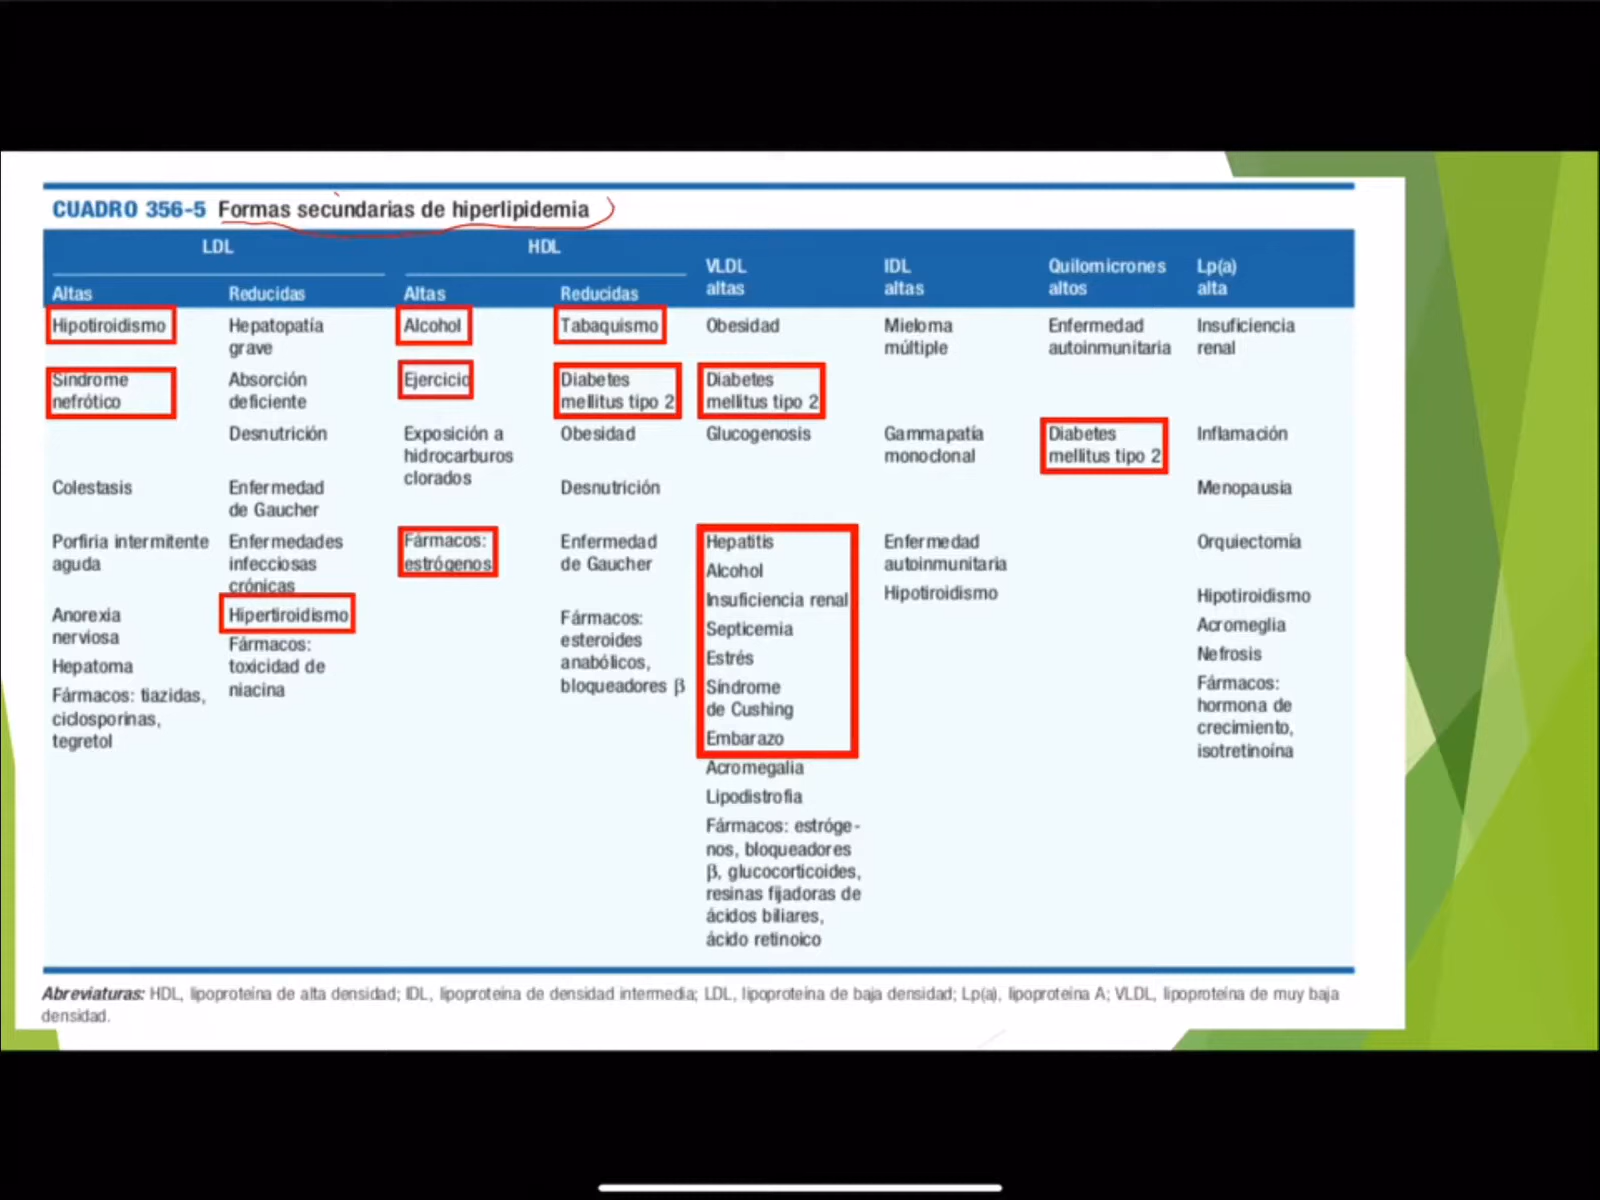 CUADRO 356-5 Formas secundarias de hiperlipidemia
LDL
Altas
Hipotiroidismo
Síndrome
nefrótico
Colestasis
Porfiria intermitente
aguda
Anorexia
nerviosa
Hepatoma
Fármacos: tiazidas,
ciclosporinas,
tegretol
Reducidas
Hepatopatía
grave
Absorción
deficiente
Desnutrición
Enfermedad
de Gaucher
Enfermedades
infecciosas
crónicas
Hipertiroidismo
Fármacos:
toxicidad de
niacina
HDL
Altas
Alcohol
Ejercicio
Exposición a
hidrocarburos
clorados
Fármacos:
estrógenos
Reducidas
Tabaquismo
Diabetes
mellitus tipo 2
Obesidad
Desnutrición
Enfermedad
de Gaucher
Fármacos:
esteroides
anabólicos,
bloqueadores β
VLDL
altas
Obesidad
Diabetes
mellitus tipo 2
Glucogenosis
Hepatitis
Alcohol
Insuficiencia renal
Septicemia
Estrés
Síndrome
de Cushing
Embarazo
Acromegalia
Lipodistrofia
Fármacos: estróge-
nos, bloqueadores
β, glucocorticoides,
resinas fijadoras de
ácidos biliares,
ácido retinoico
IDL
altas
Mieloma
múltiple
Gammapatía
monoclonal
Enfermedad
autoinmunitaria
Hipotiroidismo
Quilomicrones
altos
Enfermedad
autoinmunitaria
Diabetes
mellitus tipo 2
Lp(a)
alta
Insuficiencia
renal
Inflamación
Menopausia
Orquiectomía
Hipotiroidismo
Acromeglia
Nefrosis
Fármacos:
hormona de
crecimiento,
isotretinoína
Abreviaturas: HDL, lipoproteína de alta densidad; IDL, lipoproteína de densidad intermedia; LDL, lipoproteína de baja densidad; Lp(a), lipoproteína A; VLDL, lipoproteína de muy baja
densidad.